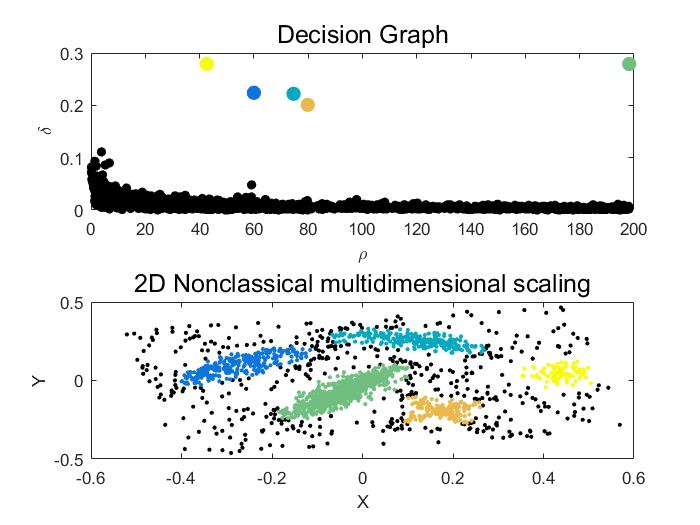 Decision Graph
0.3
0.2
0.1
0
δ
0 20 40 60 80 100 120 140 160 180 200
ρ
2D Nonclassical multidimensional scaling
0.5
0
-0.5
Y
-0.6 -0.4 -0.2 0 0.2 0.4 0.6
X